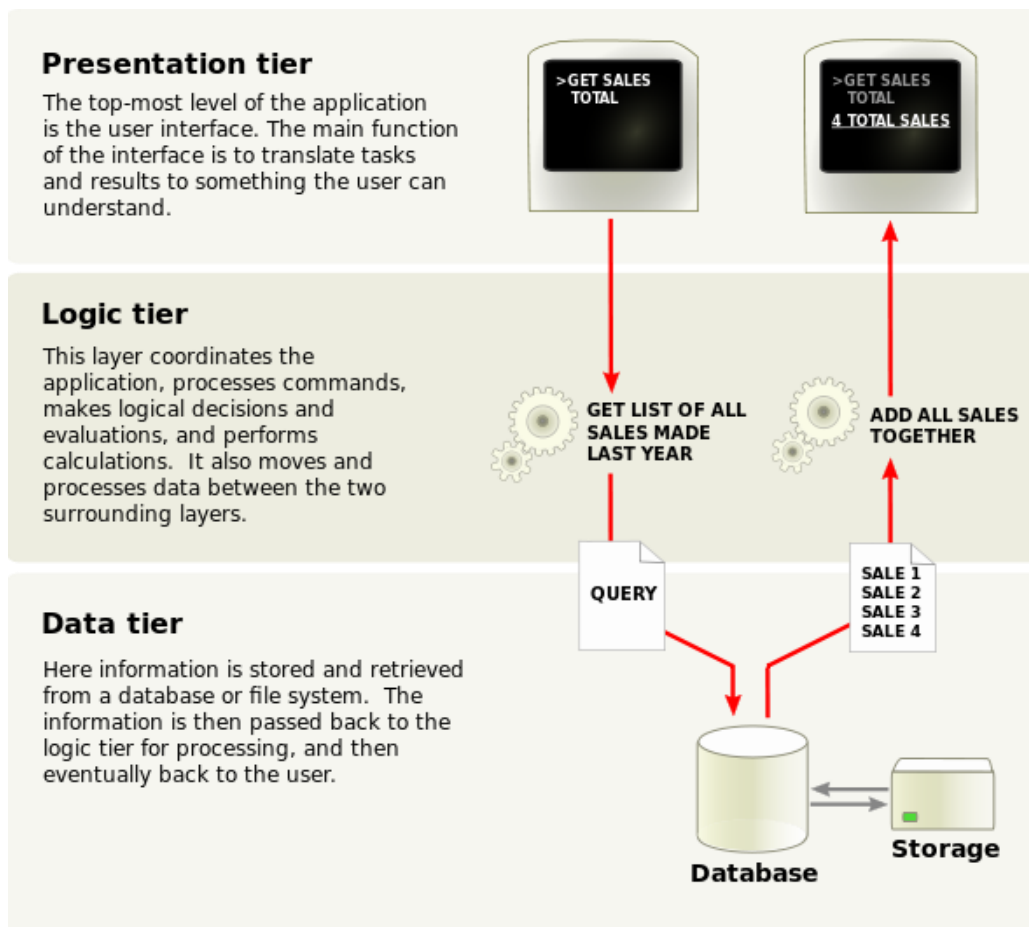 Presentation tier
The top-most level of the application
is the user interface. The main function
of the interface is to translate tasks
and results to something the user can
understand.
>GET SALES
TOTAL
>GET SALES
TOTAL
4 TOTAL SALES
Logic tier
This layer coordinates the
application, processes commands,
makes logical decisions and
evaluations, and performs
calculations.  It also moves and
processes data between the two
surrounding layers.
GET LIST OF ALL
SALES MADE
LAST YEAR
ADD ALL SALES
TOGETHER
QUERY
SALE 1
SALE 2
SALE 3
SALE 4
Data tier
Here information is stored and retrieved
from a database or file system.  The
information is then passed back to the
logic tier for processing, and then
eventually back to the user.
Database
Storage